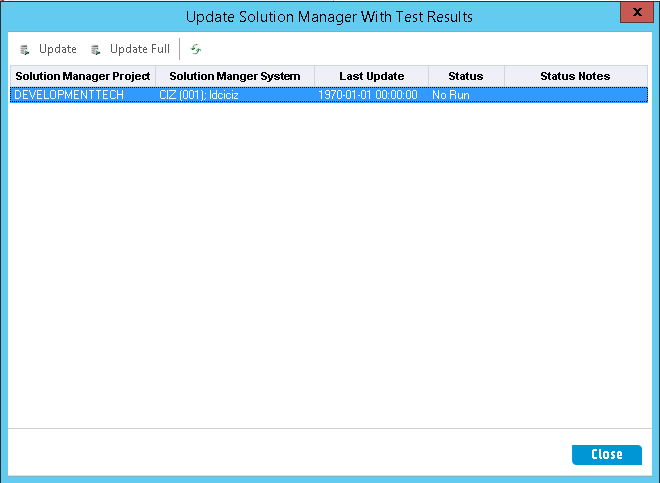 Update Solution Manager With Test Results
x
Update Update Full
Solution Manager Project Solution Manger System Last Update Status Status Notes
DEVELOPMENTTECH CIZ (001); ldciciz 1970-01-01 00:00:00 No Run
Close